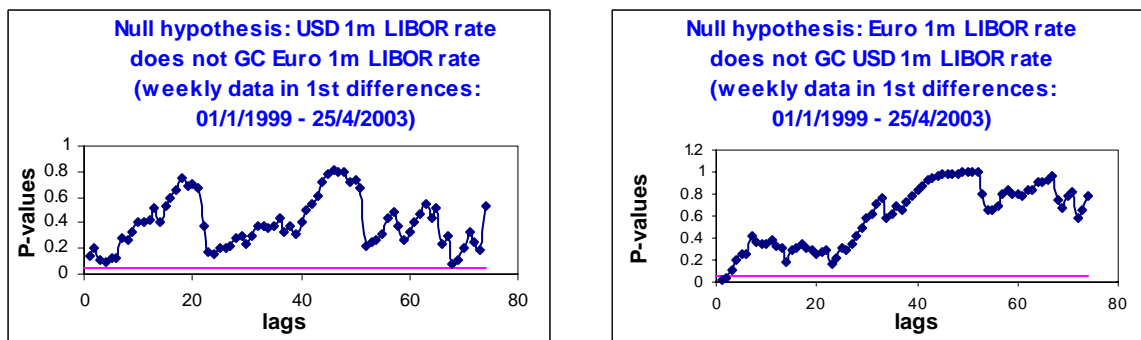 Null hypothesis: USD 1m LIBOR rate
does not GC Euro 1m LIBOR rate
(weekly data in 1st differences:
01/1/1999 - 25/4/2003)
P-values
1
0.8
0.6
0.4
0.2
0
0 20 40 60 80
lags
Null hypothesis: Euro 1m LIBOR rate
does not GC USD 1m LIBOR rate
(weekly data in 1st differences:
01/1/1999 - 25/4/2003)
P-values
1.2
1
0.8
0.6
0.4
0.2
0
0 20 40 60 80
lags